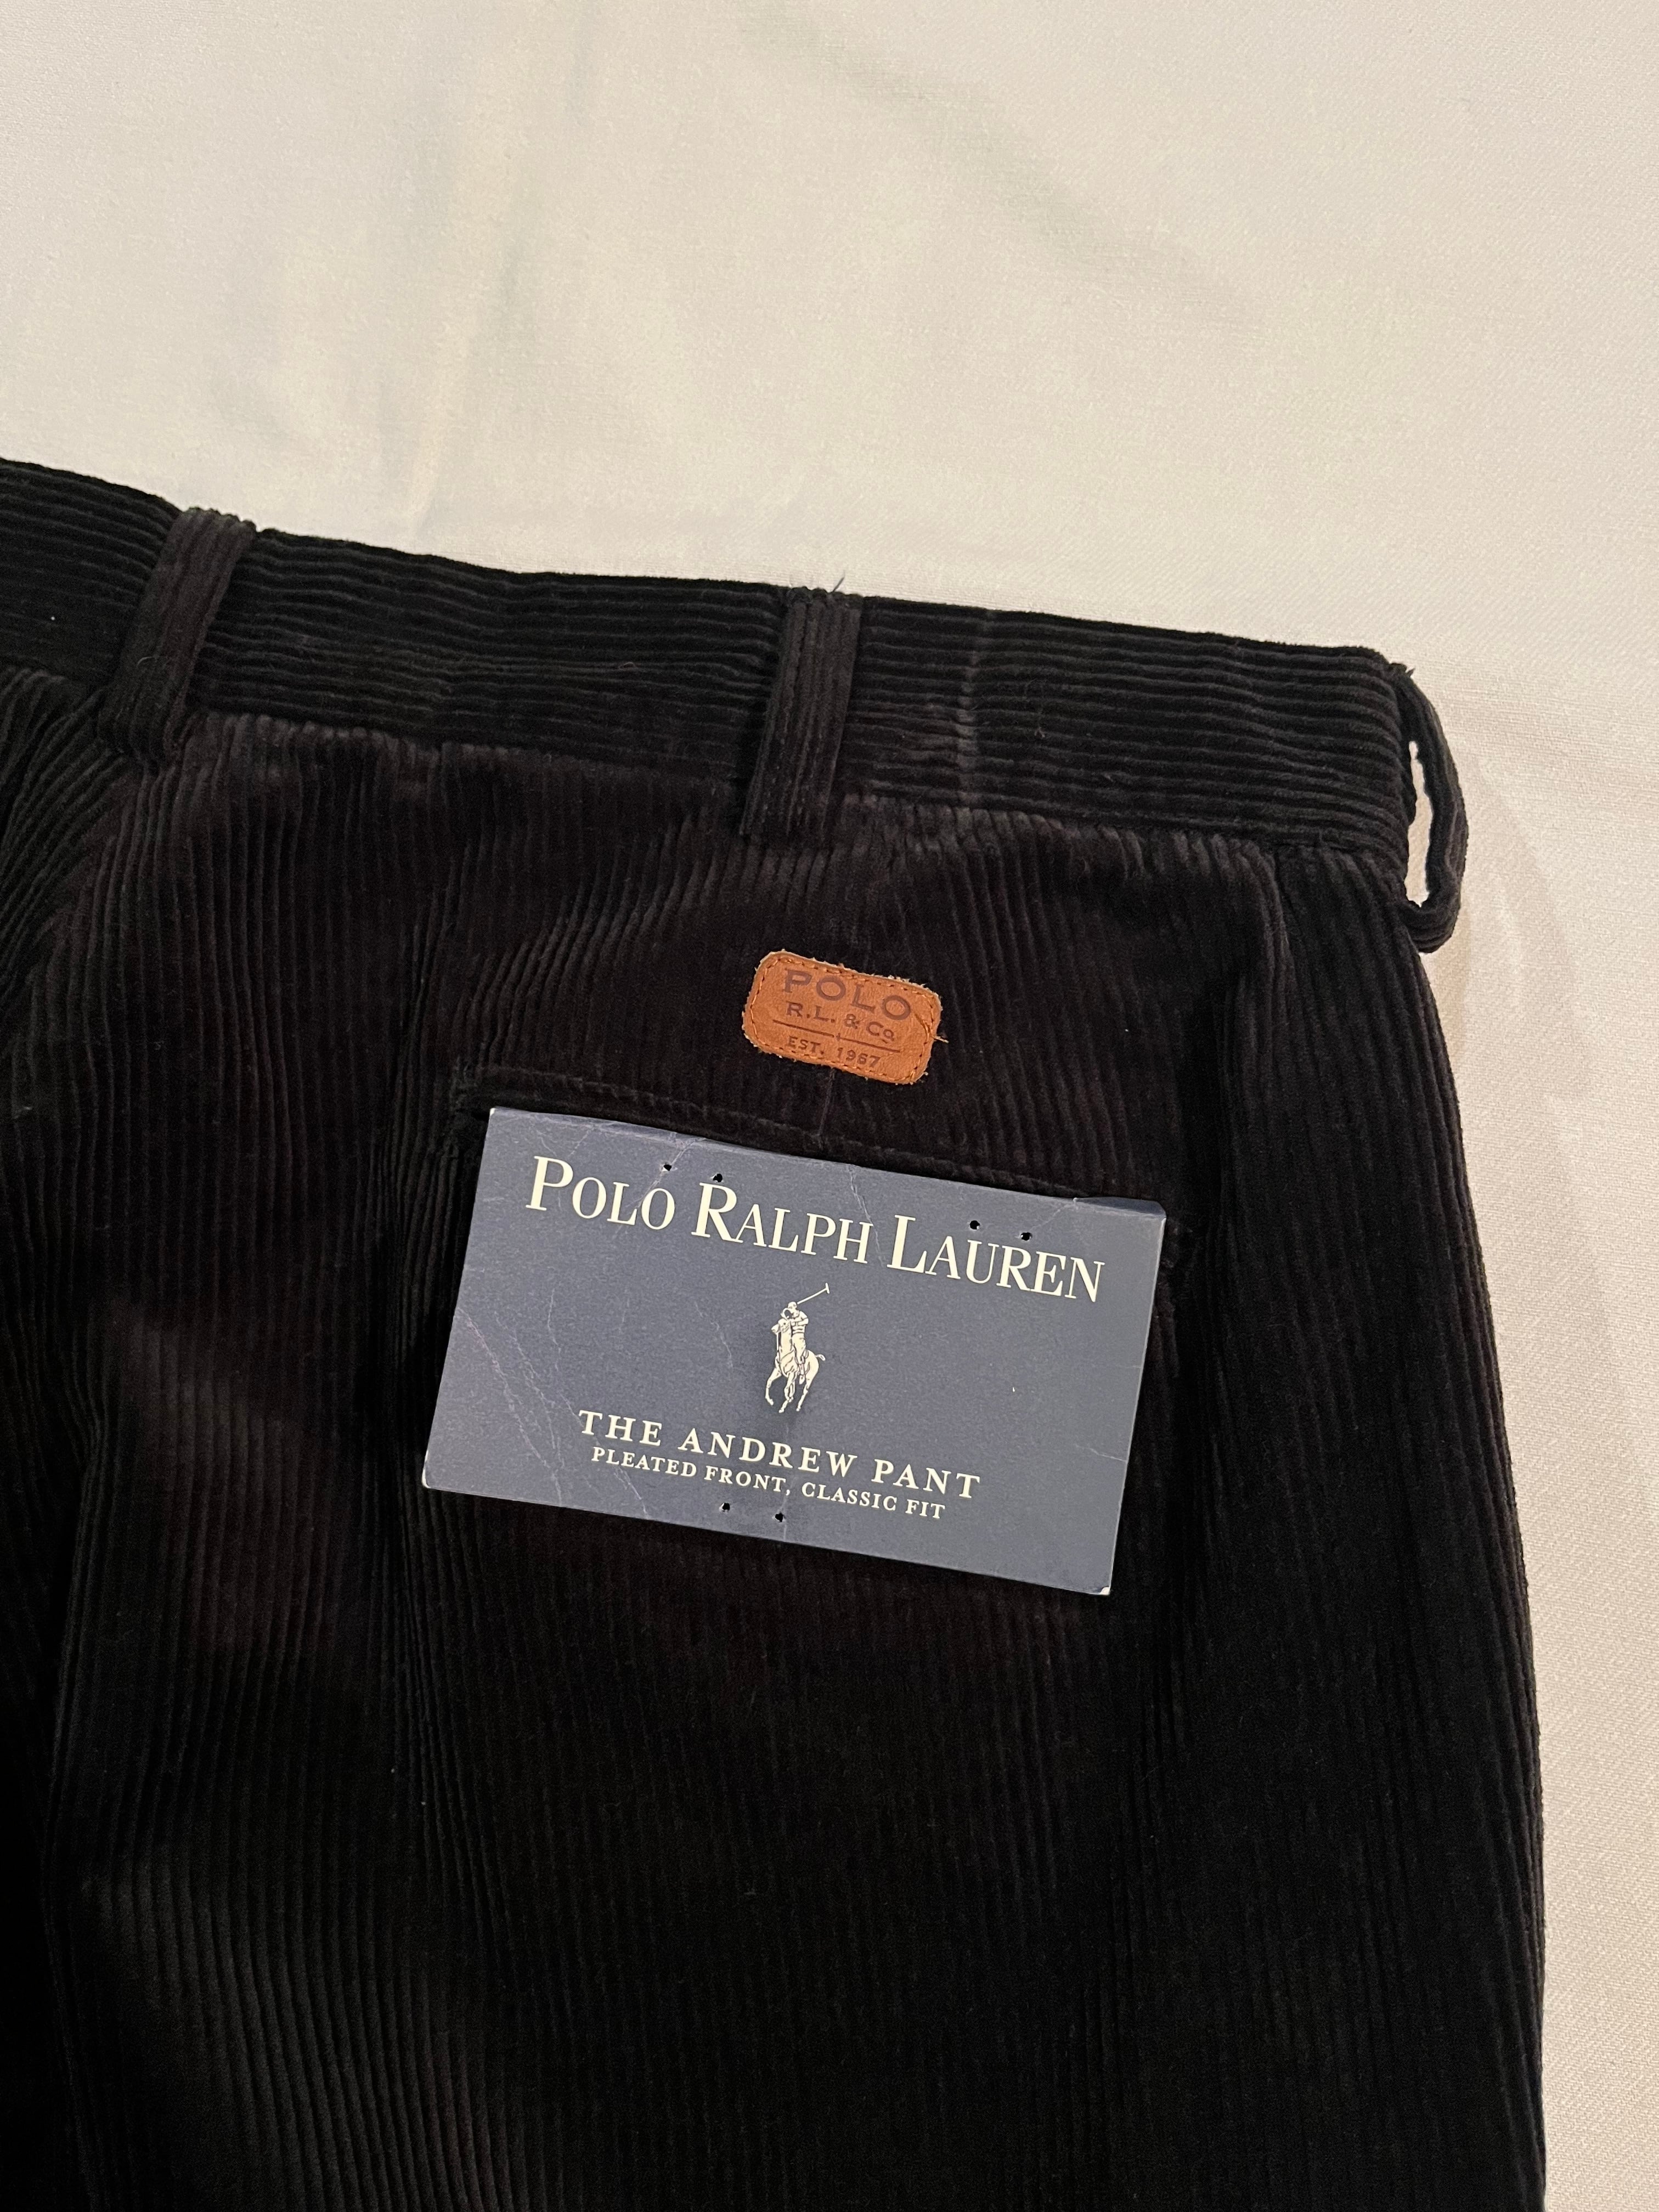 POLO
R.L. & Co
EST. 1967
POLO RALPH LAUREN
THE ANDREW PANT
PLEATED FRONT, CLASSIC FIT